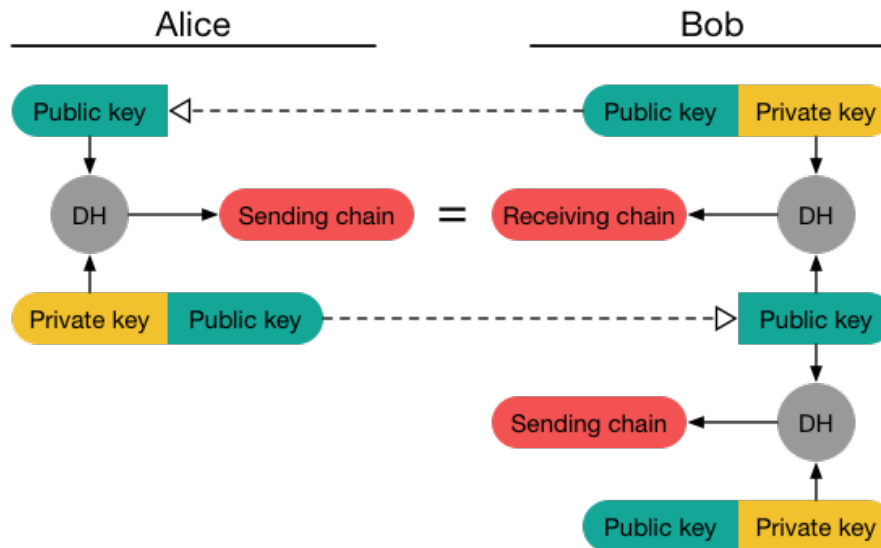 Alice Bob
Public key Public key Private key
DH Sending chain = Receiving chain DH
Private key Public key Public key
Sending chain DH
Public key Private key